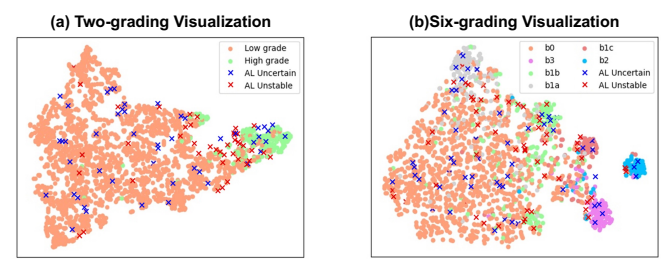 (a) Two-grading Visualization
Low grade
High grade
AL Uncertain
AL Unstable
(b)Six-grading Visualization
b0
b3
b1b
b1a
b1c
b2
AL Uncertain
AL Unstable